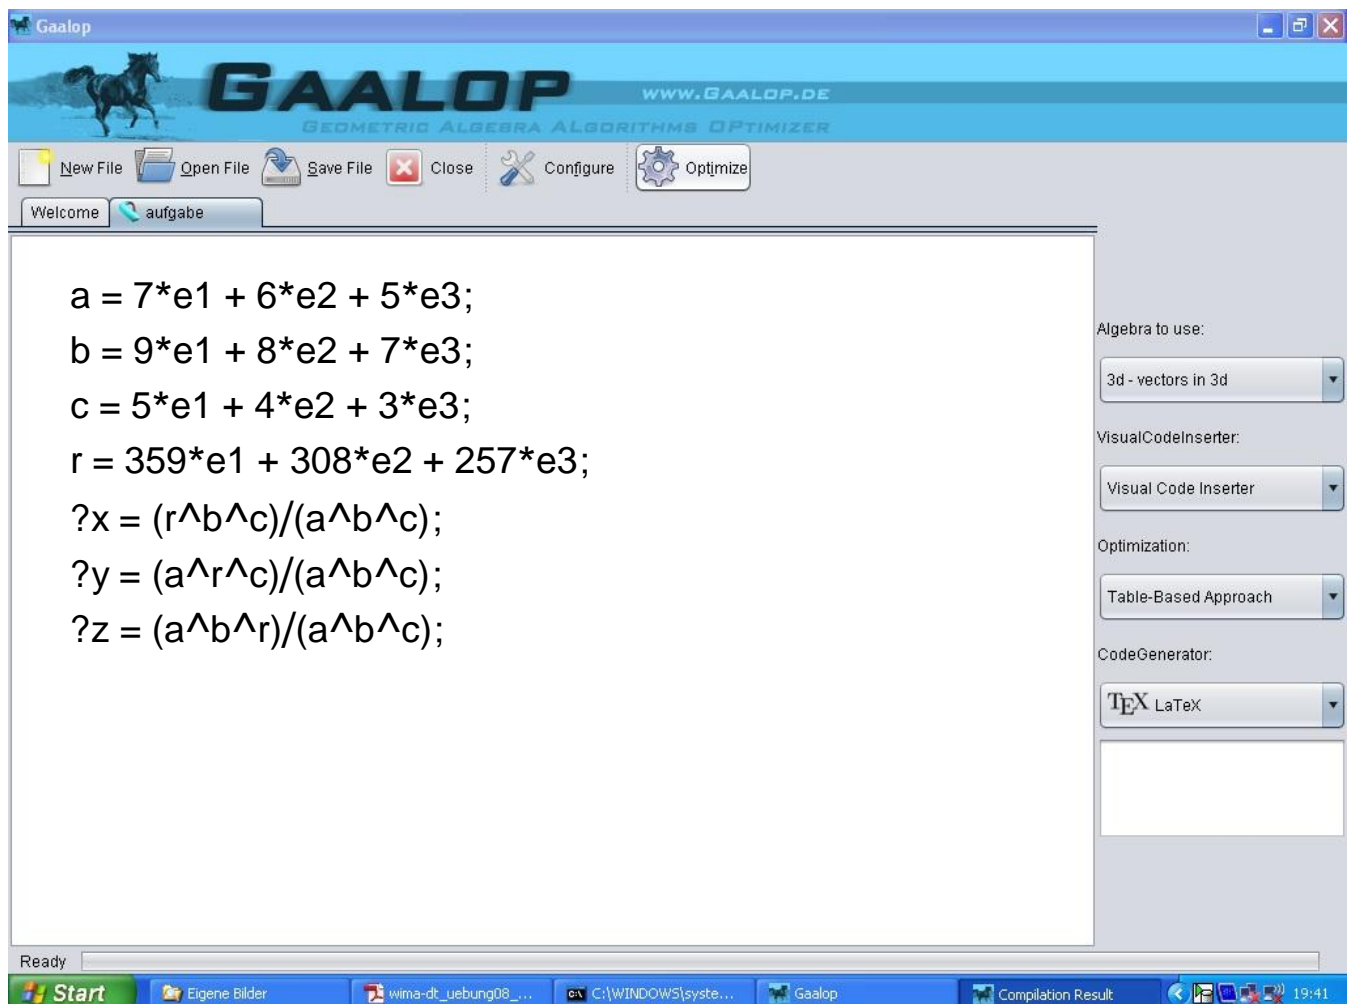 Gaalop
GAALOP
WWW.GAALOP.DE
GEOMETRIC ALGEBRA ALGORITHMS OPTIMIZER
New File Open File Save File Close Configure Optimize
Welcome aufgabe
a = 7*e1 + 6*e2 + 5*e3;
b = 9*e1 + 8*e2 + 7*e3;
c = 5*e1 + 4*e2 + 3*e3;
r = 359*e1 + 308*e2 + 257*e3;
?x = (r^b^c)/(a^b^c);
?y = (a^r^c)/(a^b^c);
?z = (a^b^r)/(a^b^c);
Algebra to use:
3d - vectors in 3d
VisualCodeInserter:
Visual Code Inserter
Optimization:
Table-Based Approach
CodeGenerator:
TEX LaTeX
Ready
Start Eigene Bilder wima-dt_uebung08_... C:\WINDOWS\syste... Gaalop Compilation Result 19:41